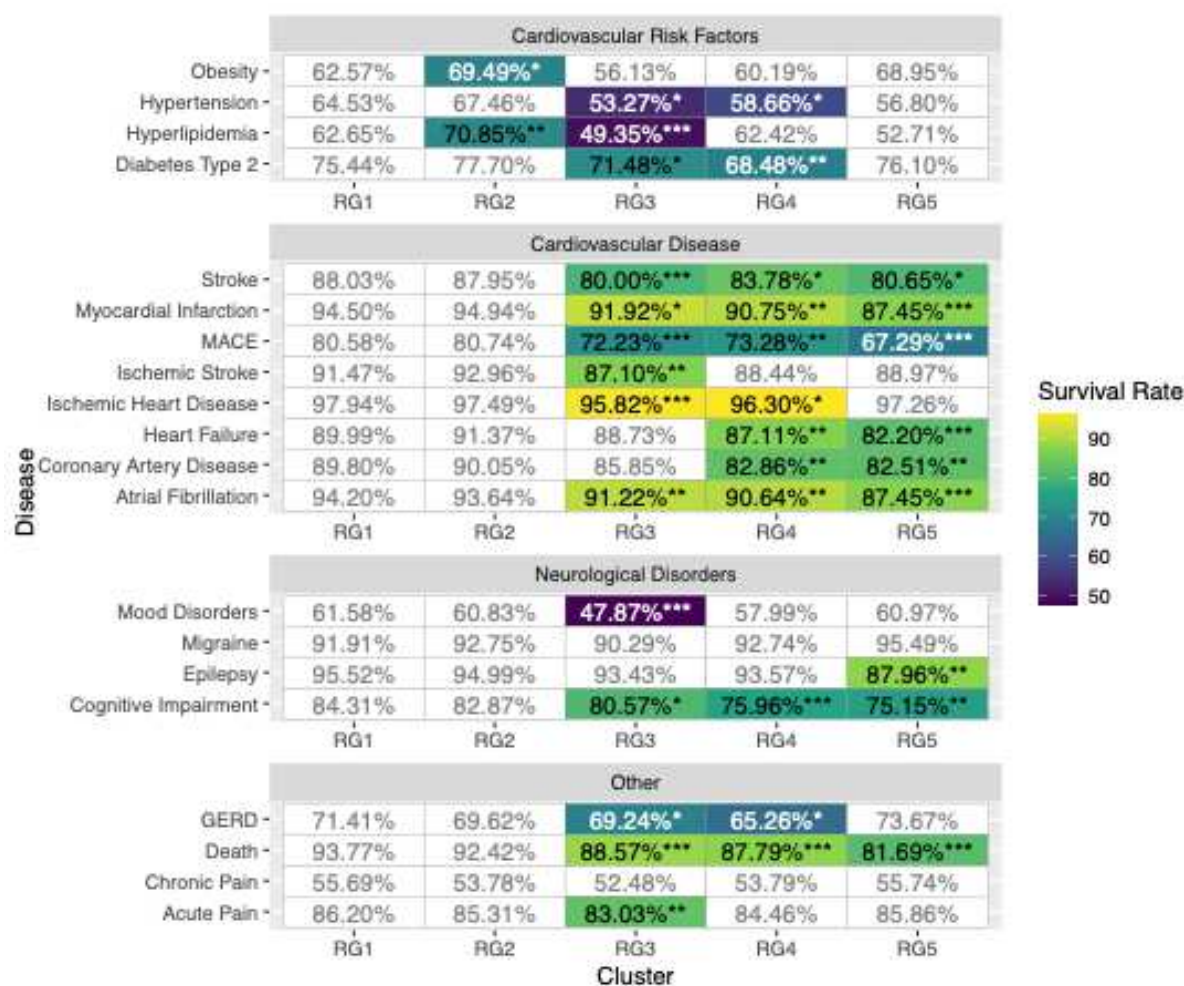 Cardiovascular Risk Factors
Obesity 62.57% 69.49%* 56.13% 60.19% 68.95%
Hypertension 64.53% 67.46% 53.27%* 58.66%* 56.80%
Hyperlipidemia 62.65% 70.85%** 49.35%*** 62.42% 52.71%
Diabetes Type 2 75.44% 77.70% 71.48%* 68.48%** 76.10%
RG1 RG2 RG3 RG4 RG5
Cardiovascular Disease
Stroke 88.03% 87.95% 80.00%*** 83.78%* 80.65%*
Myocardial Infarction 94.50% 94.94% 91.92%* 90.75%** 87.45%***
MACE 80.58% 80.74% 72.23%*** 73.28%** 67.29%***
Ischemic Stroke 91.47% 92.96% 87.10%** 88.44% 88.97%
Ischemic Heart Disease 97.94% 97.49% 95.82%*** 96.30%* 97.26%
Heart Failure 89.99% 91.37% 88.73% 87.11%** 82.20%***
Coronary Artery Disease 89.80% 90.05% 85.85% 82.86%** 82.51%**
Atrial Fibrillation 94.20% 93.64% 91.22%** 90.64%** 87.45%***
RG1 RG2 RG3 RG4 RG5
Neurological Disorders
Mood Disorders 61.58% 60.83% 47.87%*** 57.99% 60.97%
Migraine 91.91% 92.75% 90.29% 92.74% 95.49%
Epilepsy 95.52% 94.99% 93.43% 93.57% 87.96%**
Cognitive Impairment 84.31% 82.87% 80.57%* 75.96%*** 75.15%**
RG1 RG2 RG3 RG4 RG5
Other
GERD 71.41% 69.62% 69.24%* 65.26%* 73.67%
Death 93.77% 92.42% 88.57%*** 87.79%*** 81.69%***
Chronic Pain 55.69% 53.78% 52.48% 53.79% 55.74%
Acute Pain 86.20% 85.31% 83.03%** 84.46% 85.86%
RG1 RG2 RG3 RG4 RG5
Cluster
Disease
Survival Rate
90
80
70
60
50